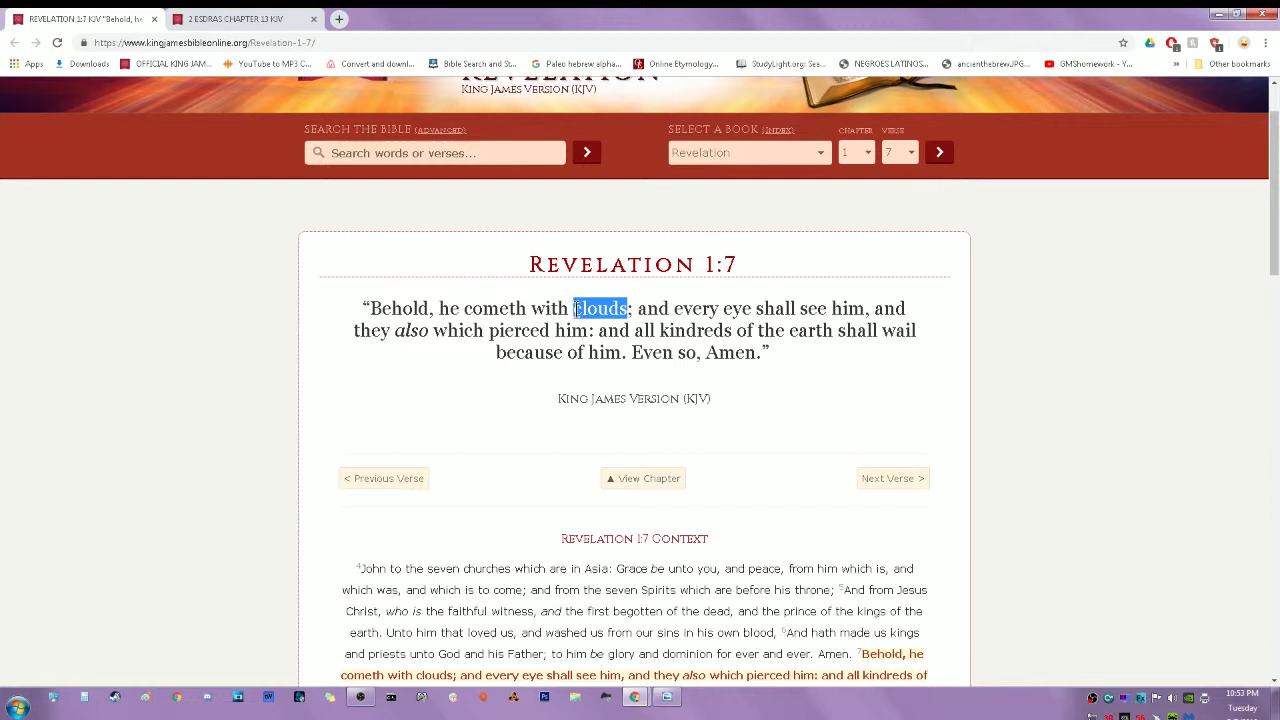 REVELATION 1:7 KJV "Behold, he
2 ESDRAS CHAPTER 13 KJV
https://www.kingjamesbibleonline.org/Revelation-1-7/
Apps
Downloads
OFFICIAL KING JAM...
YouTube to MP3 C...
Convert and downl...
Bible Search and St...
Paleo hebrew alpha...
Online Etymology...
StudyLight.org: Sea...
NEGROES LATINOS...
ancienthebrewJPG...
GMShomework - Y...
Other bookmarks
REVELATION
KING JAMES VERSION (KJV)
SEARCH THE BIBLE (ADVANCED)
SELECT A BOOK (INDEX)
CHAPTER
VERSE
Search words or verses...
Revelation
1
7
REVELATION 1:7
“Behold, he cometh with clouds; and every eye shall see him, and
they also which pierced him: and all kindreds of the earth shall wail
because of him. Even so, Amen.”
KING JAMES VERSION (KJV)
< Previous Verse
▲ View Chapter
Next Verse >
REVELATION 1:7 CONTEXT
4John to the seven churches which are in Asia: Grace be unto you, and peace, from him which is, and
which was, and which is to come; and from the seven Spirits which are before his throne; 5And from Jesus
Christ, who is the faithful witness, and the first begotten of the dead, and the prince of the kings of the
earth. Unto him that loved us, and washed us from our sins in his own blood, 6And hath made us kings
and priests unto God and his Father; to him be glory and dominion for ever and ever. Amen. 7Behold, he
cometh with clouds; and every eye shall see him, and they also which pierced him: and all kindreds of
10:53 PM
Tuesday